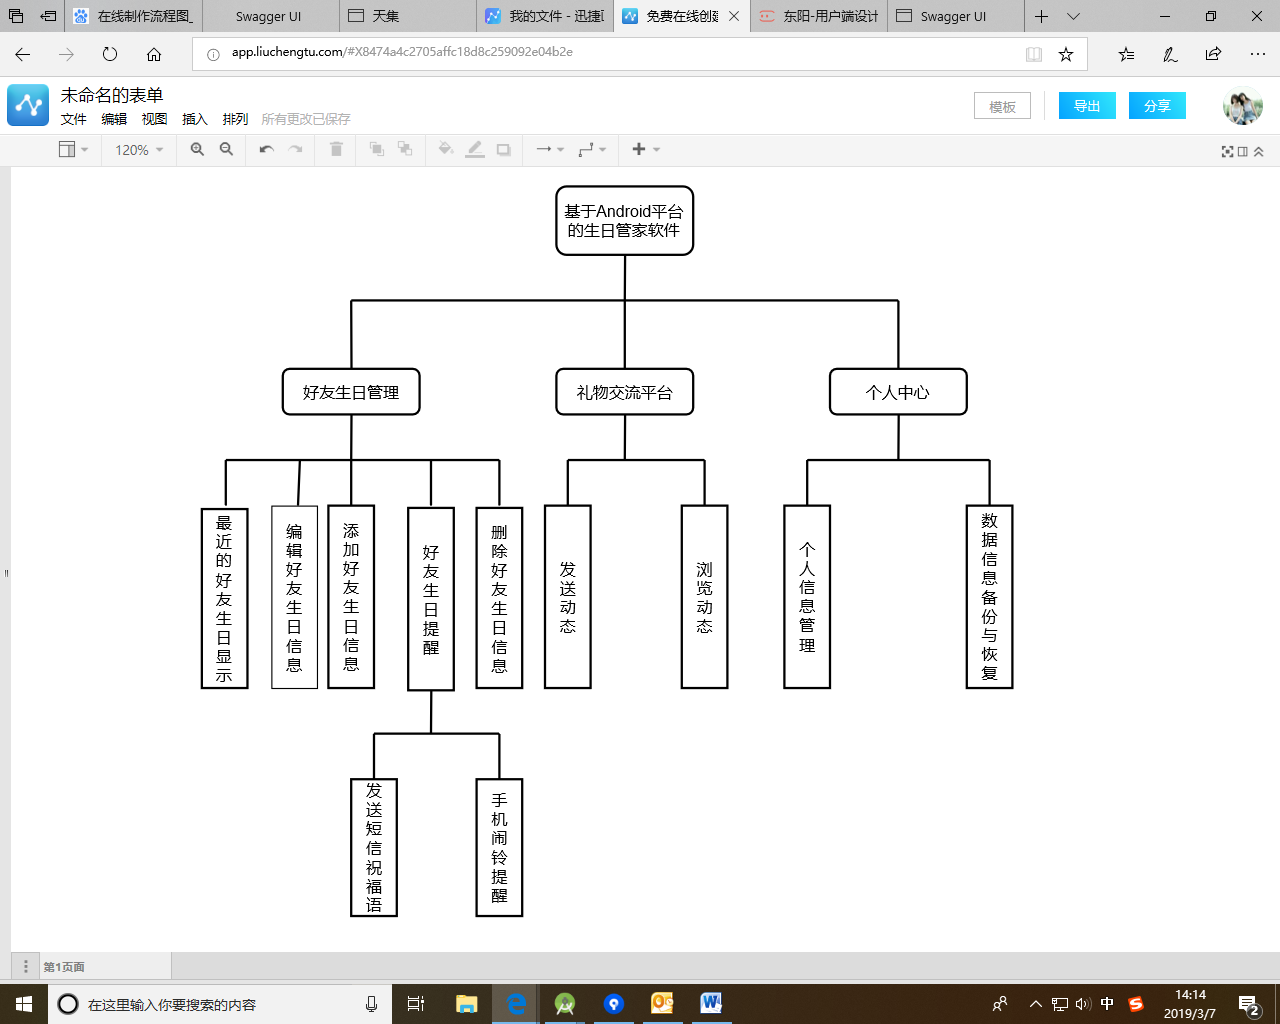 在线制作流程图_
Swagger UI
天集
我的文件 - 迅捷
免费在线创建
东阳-用户端设计
Swagger UI
app.liuchengtu.com/#X8474a4c2705affc18d8c259092e04b2e
未命名的表单
文件 编辑 视图 插入 排列 所有更改已保存
模板
导出
分享
120%
基于Android平台
的生日管家软件
好友生日管理
礼物交流平台
个人中心
最近的好友生日显示
编辑好友生日信息
添加好友生日信息
好友生日提醒
删除好友生日信息
发送动态
浏览动态
个人信息管理
数据信息备份与恢复
发送短信祝福语
手机闹铃提醒
第1页面
在这里输入你要搜索的内容
中
14:14
2019/3/7
2